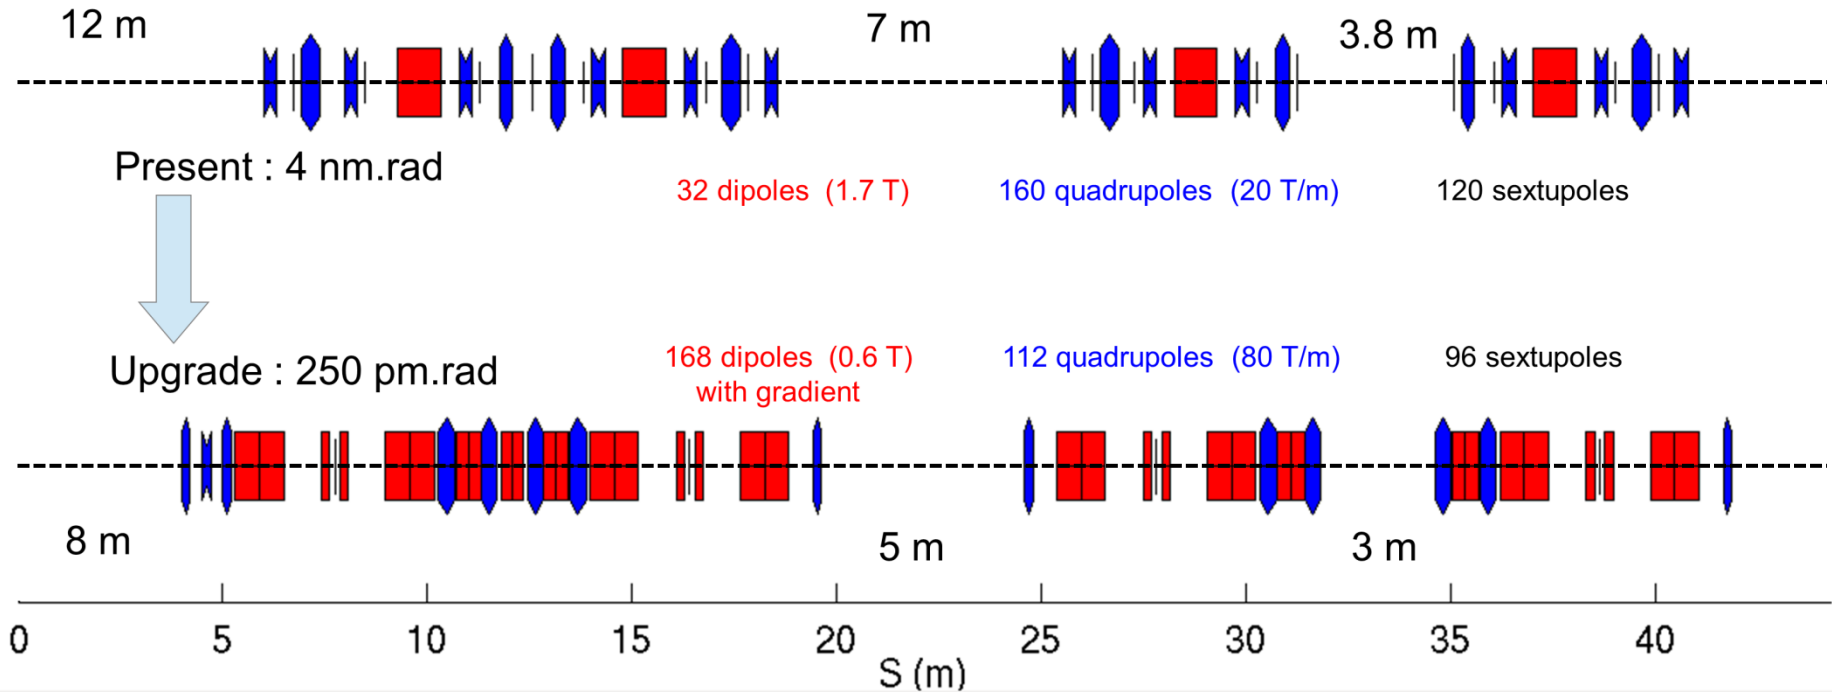 12 m
7 m
3.8 m
Present : 4 nm.rad
32 dipoles (1.7 T)
160 quadrupoles (20 T/m)
120 sextupoles
Upgrade : 250 pm.rad
168 dipoles (0.6 T)
with gradient
112 quadrupoles (80 T/m)
96 sextupoles
8 m
5 m
3 m
0 5 10 15 20 25 30 35 40
S (m)